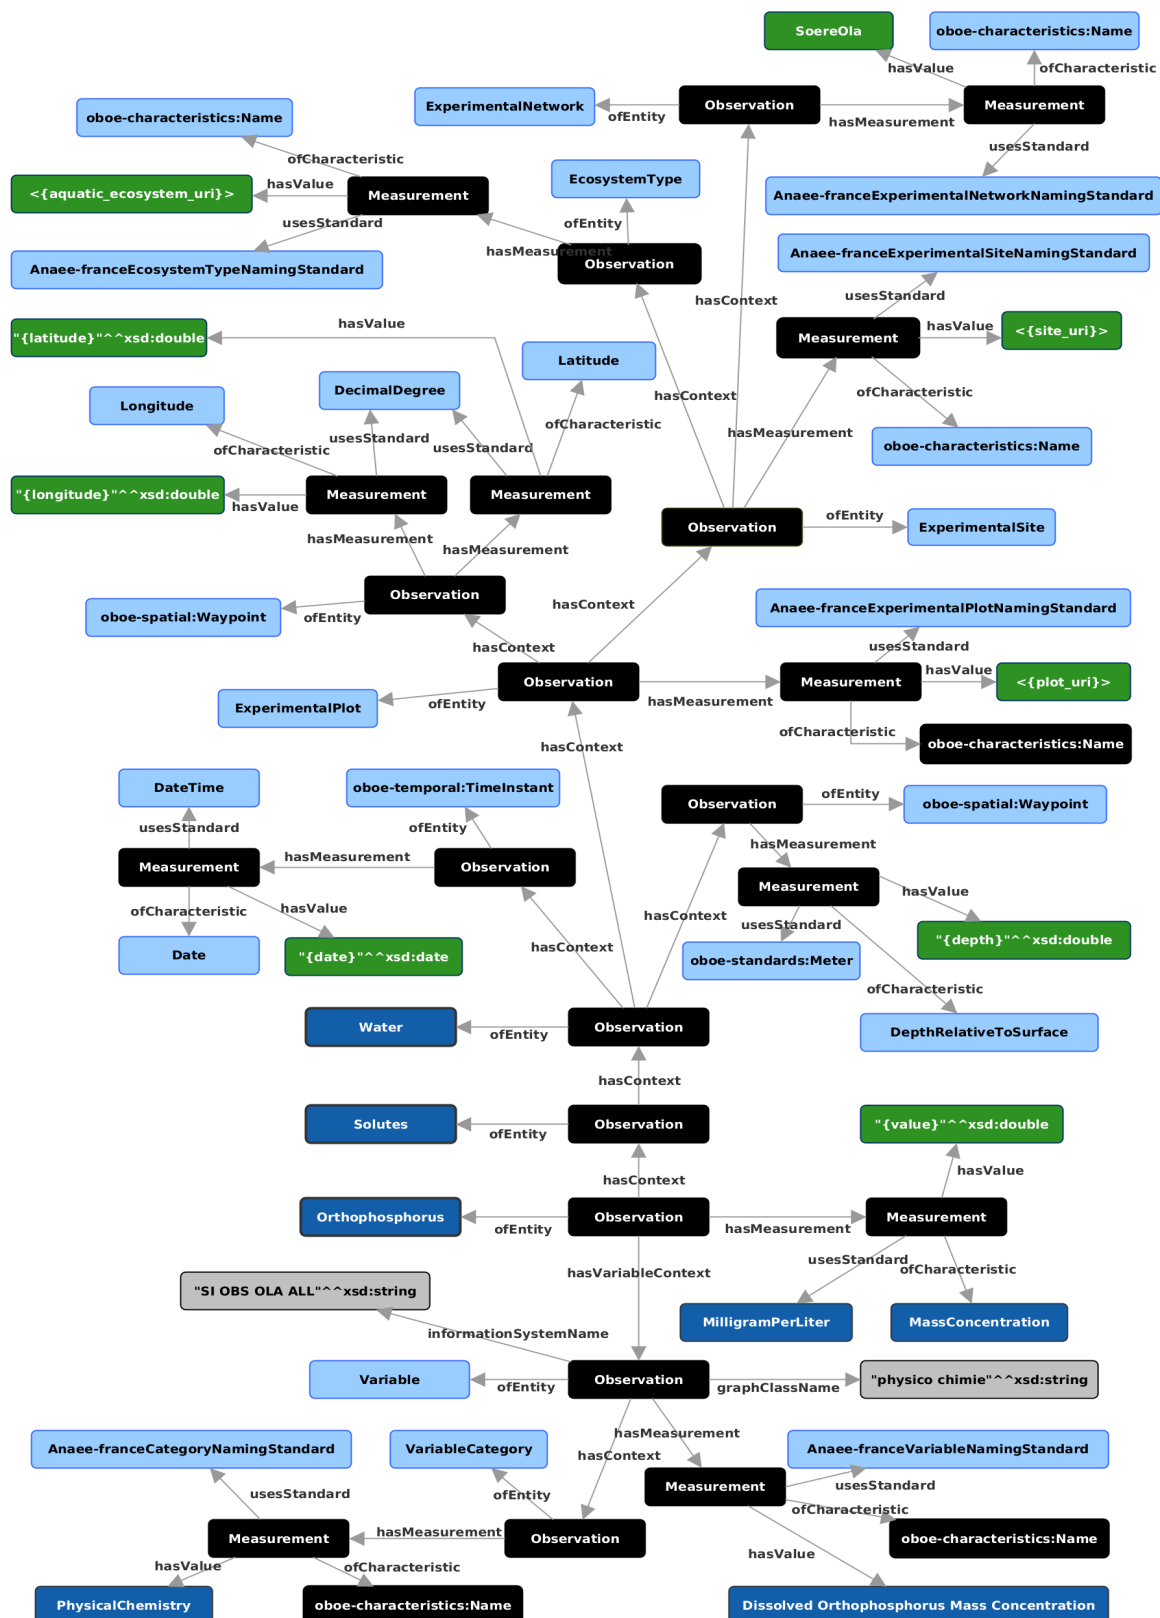 SoereOla
oboe-characteristics:Name
hasValue
ofCharacteristic
oboe-characteristics:Name
ExperimentalNetwork
ofEntity
Observation
hasMeasurement
Measurement
ofCharacteristic
usesStandard
<{aquatic_ecosystem_uri}>
hasValue
Measurement
EcosystemType
Anaee-franceExperimentalNetworkNamingStandard
usesStandard
ofEntity
hasMeasurement
Observation
Anaee-franceEcosystemTypeNamingStandard
Anaee-franceExperimentalSiteNamingStandard
hasContext
usesStandard
"{latitude}"^^xsd:double
hasValue
Measurement
hasValue
<{site_uri}>
Latitude
DecimalDegree
hasContext
ofCharacteristic
Longitude
usesStandard
ofCharacteristic
hasMeasurement
oboe-characteristics:Name
ofCharacteristic
usesStandard
"{longitude}"^^xsd:double
hasValue
Measurement
Measurement
Observation
ofEntity
ExperimentalSite
hasMeasurement
hasMeasurement
Observation
hasContext
Anaee-franceExperimentalPlotNamingStandard
oboe-spatial:Waypoint
ofEntity
hasContext
usesStandard
Observation
hasMeasurement
Measurement
hasValue
<{plot_uri}>
ExperimentalPlot
ofEntity
ofCharacteristic
oboe-characteristics:Name
hasContext
DateTime
oboe-temporal:TimeInstant
Observation
ofEntity
oboe-spatial:Waypoint
usesStandard
ofEntity
hasMeasurement
Measurement
hasMeasurement
Observation
Measurement
hasValue
ofCharacteristic
hasValue
hasContext
usesStandard
Date
"{date}"^^xsd:date
hasContext
oboe-standards:Meter
"{depth}"^^xsd:double
ofCharacteristic
Water
ofEntity
Observation
DepthRelativeToSurface
hasContext
Solutes
ofEntity
Observation
"{value}"^^xsd:double
hasContext
hasValue
Orthophosphorus
ofEntity
Observation
hasMeasurement
Measurement
hasVariableContext
usesStandard
ofCharacteristic
"SI OBS OLA ALL"^^xsd:string
MilligramPerLiter
MassConcentration
informationSystemName
Variable
ofEntity
Observation
graphClassName
"physico chimie"^^xsd:string
Anaee-franceCategoryNamingStandard
VariableCategory
hasContext
hasMeasurement
Anaee-franceVariableNamingStandard
usesStandard
ofEntity
Measurement
usesStandard
ofCharacteristic
Measurement
hasMeasurement
Observation
oboe-characteristics:Name
hasValue
ofCharacteristic
hasValue
PhysicalChemistry
oboe-characteristics:Name
Dissolved Orthophosphorus Mass Concentration